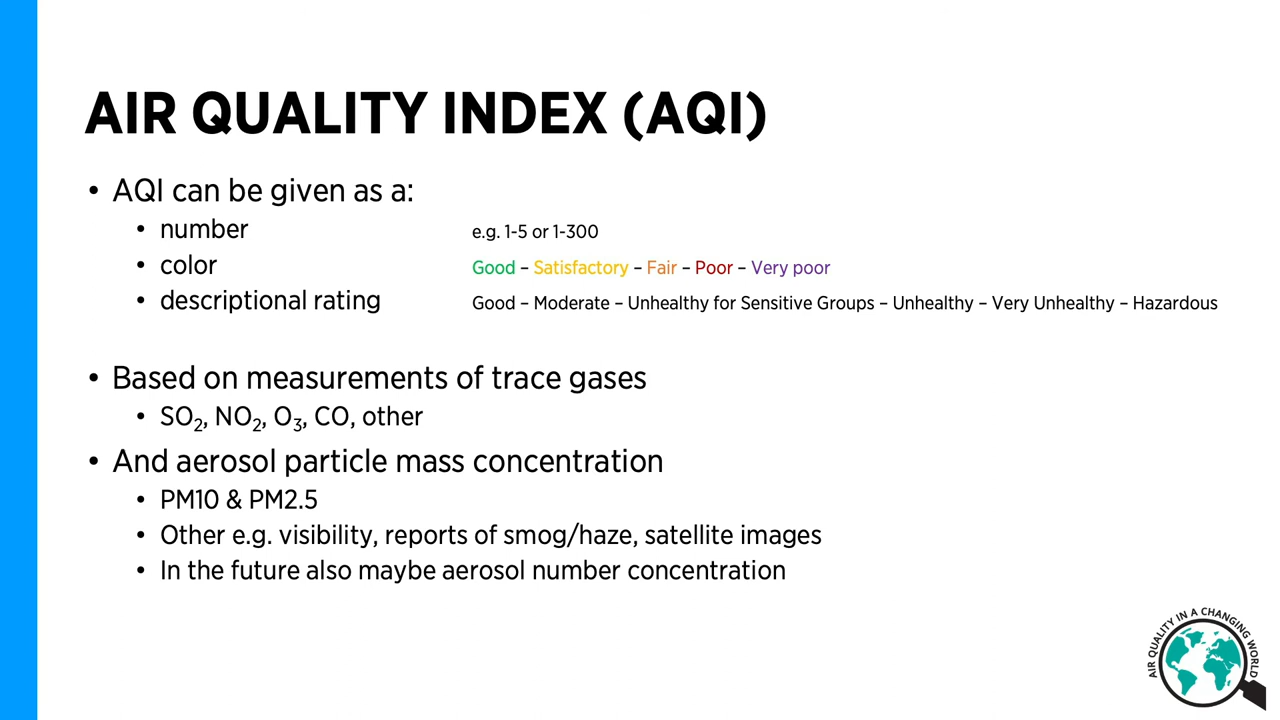 AIR QUALITY INDEX (AQI)
• AQI can be given as a:
• number e.g. 1-5 or 1-300
• color Good – Satisfactory – Fair – Poor – Very poor
• descriptional rating Good – Moderate – Unhealthy for Sensitive Groups – Unhealthy – Very Unhealthy – Hazardous
• Based on measurements of trace gases
• SO₂, NO₂, O₃, CO, other
• And aerosol particle mass concentration
• PM10 & PM2.5
• Other e.g. visibility, reports of smog/haze, satellite images
• In the future also maybe aerosol number concentration
AIR QUALITY IN A CHANGING WORLD